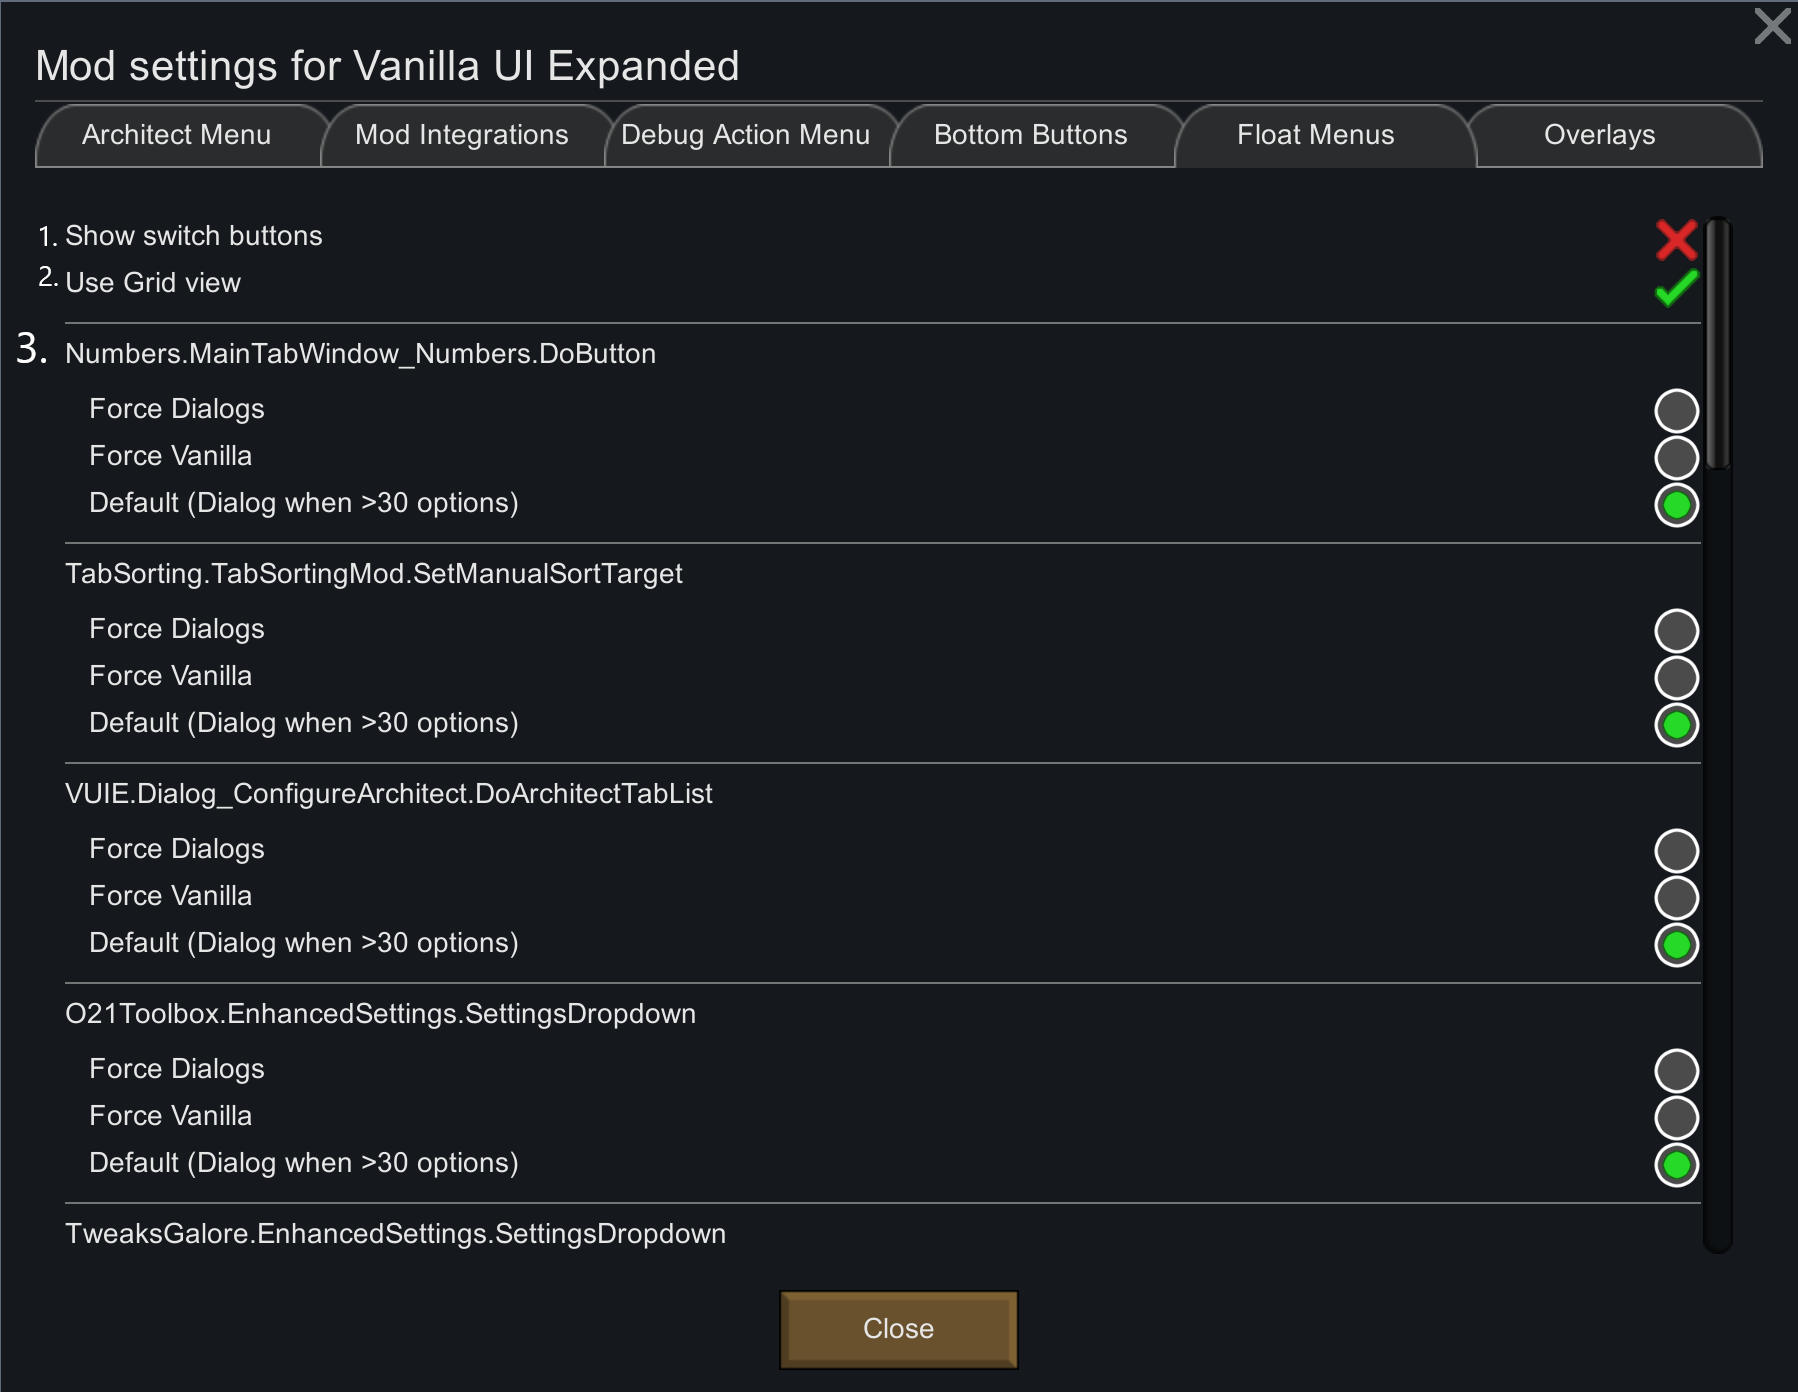 Mod settings for Vanilla UI Expanded
Architect Menu Mod Integrations Debug Action Menu Bottom Buttons Float Menus Overlays
1. Show switch buttons
2. Use Grid view
3. Numbers.MainTabWindow_Numbers.DoButton
Force Dialogs
Force Vanilla
Default (Dialog when >30 options)
TabSorting.TabSortingMod.SetManualSortTarget
Force Dialogs
Force Vanilla
Default (Dialog when >30 options)
VUIE.Dialog_ConfigureArchitect.DoArchitectTabList
Force Dialogs
Force Vanilla
Default (Dialog when >30 options)
O21Toolbox.EnhancedSettings.SettingsDropdown
Force Dialogs
Force Vanilla
Default (Dialog when >30 options)
TweaksGalore.EnhancedSettings.SettingsDropdown
Close